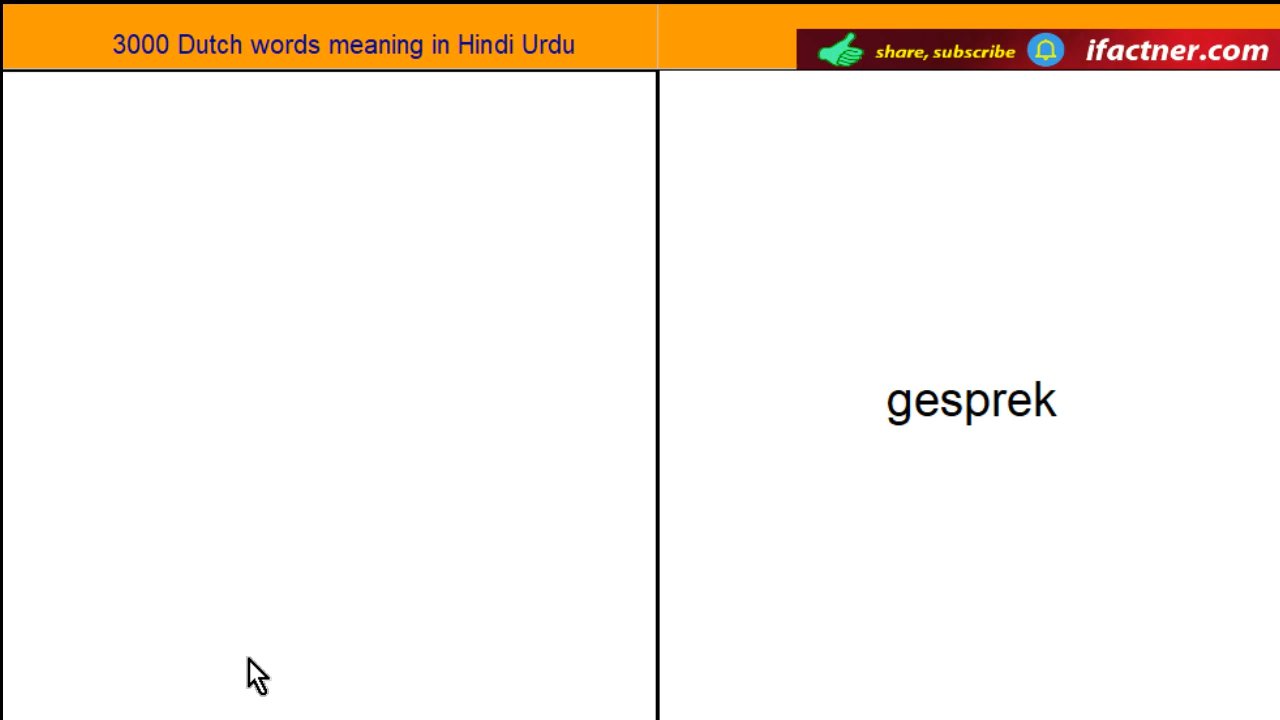 3000 Dutch words meaning in Hindi Urdu
share, subscribe
ifactner.com
gesprek